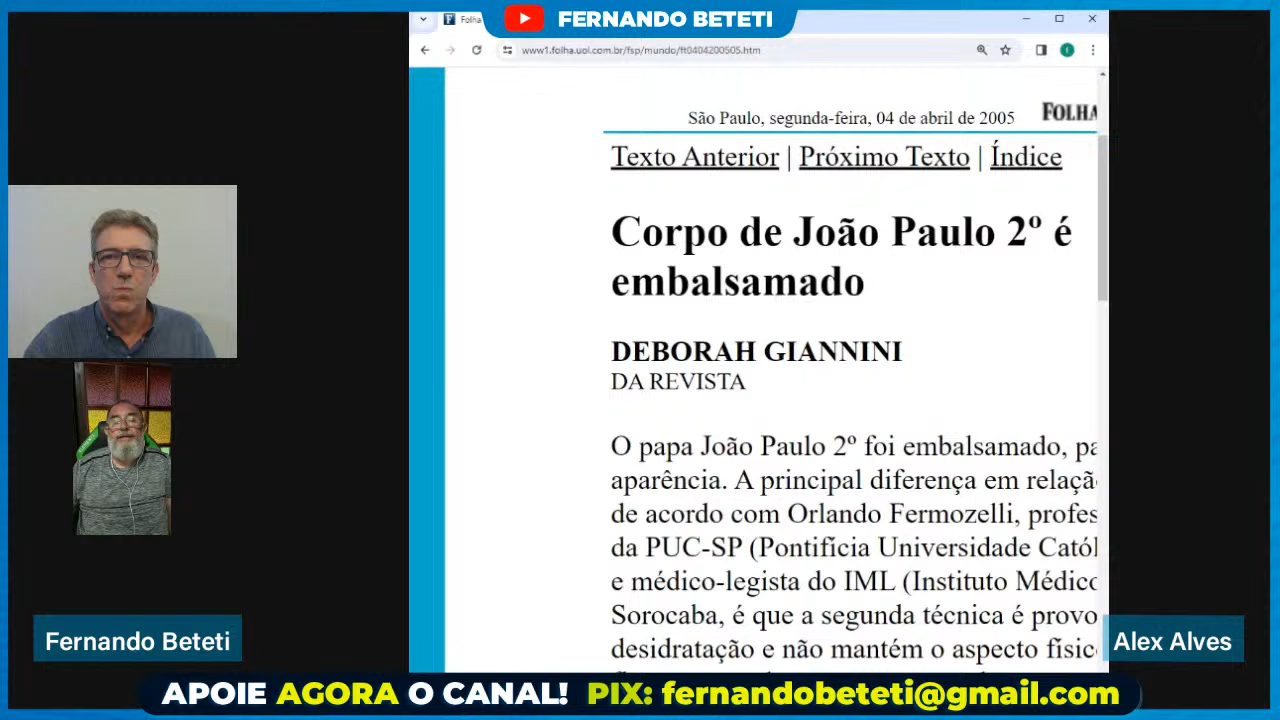 FERNANDO BETETI
Folha
www1.folha.uol.com.br/fsp/mundo/ft0404200505.htm
São Paulo, segunda-feira, 04 de abril de 2005
FOLHA
Texto Anterior | Próximo Texto | Índice
Corpo de João Paulo 2º é
embalsamado
DEBORAH GIANNINI
DA REVISTA
O papa João Paulo 2º foi embalsamado, pa
aparência. A principal diferença em relaçã
de acordo com Orlando Fermozelli, profes
da PUC-SP (Pontifícia Universidade Catól
e médico-legista do IML (Instituto Médico
Sorocaba, é que a segunda técnica é provo
desidratação e não mantém o aspecto físic
Fernando Beteti
Alex Alves
APOIE AGORA O CANAL! PIX: fernandobeteti@gmail.com